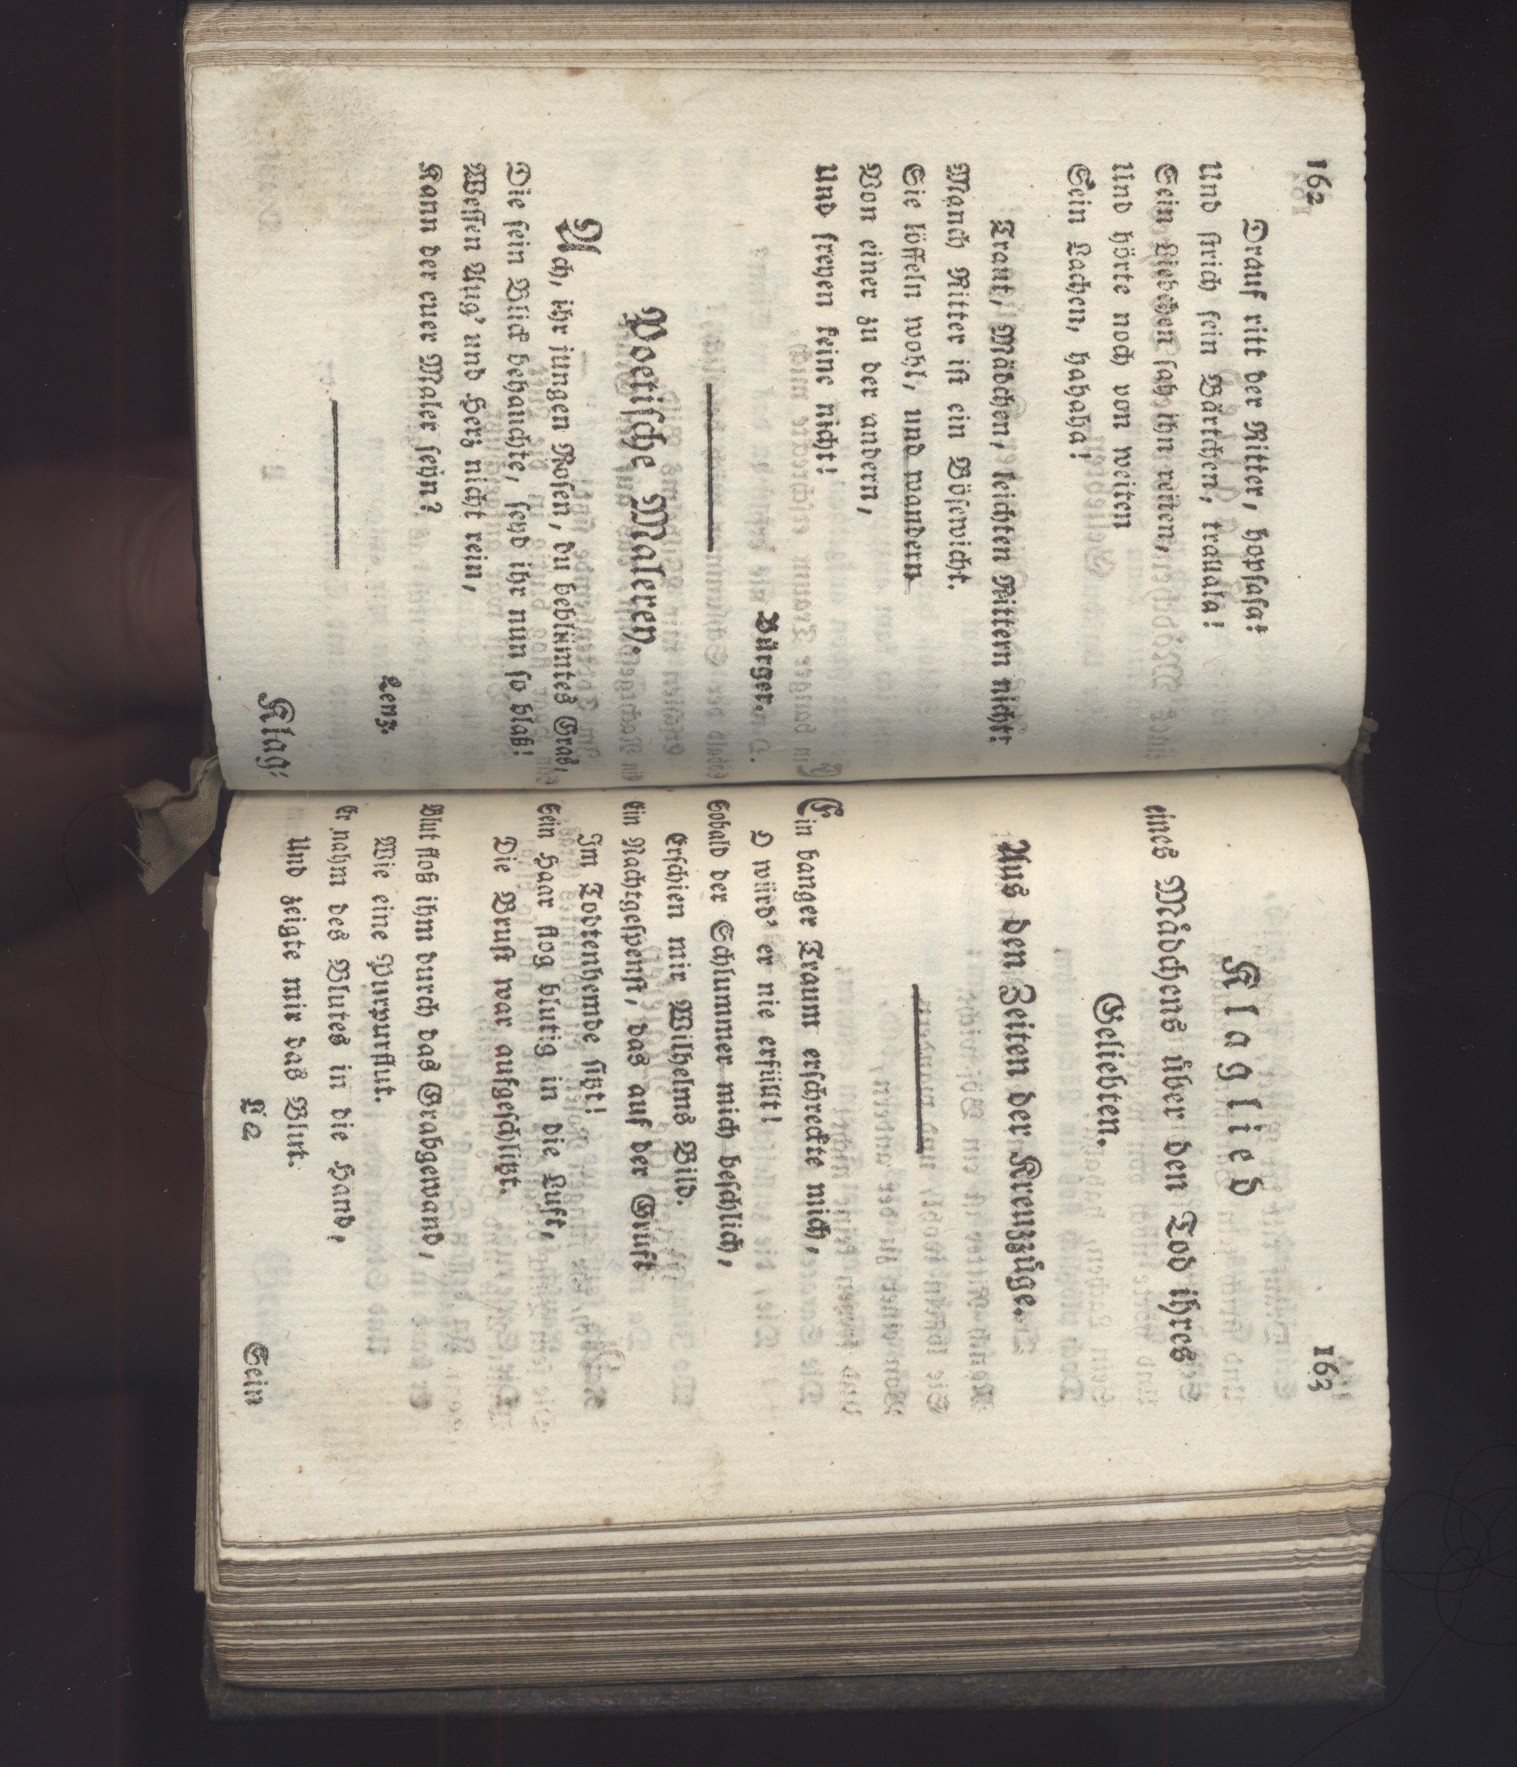 162
Drauf ritt der Ritter, hopsasa!
Und strich sein Bärtchen, trallala!
Sein Liebchen sah ihn reiten,
Und hörte noch von weiten
Sein Lachen, hahaha!
Traut, Mädchen, leichten Rittern nicht!
Manch Ritter ist ein Bösewicht.
Sie löffeln wohl, und wandern
Von einer zu der andern,
Und freyen keine nicht!
Bürger.
Poetische Malerey.
Ach, ihr jungen Rosen, du beblümtes Gras,
Die sein Blick behauchte, seyd ihr nun so blaß!
Wessen Aug' und Herz nicht rein,
Kann der euer Maler seyn?
Lenz.
Klag-
163
Klaglied
eines Mädchens über den Tod ihres
Geliebten.
Aus den Zeiten der Kreuzzüge.
Ein banger Traum erschreckte mich,
O würd' er nie erfüllt!
Sobald der Schlummer mich beschlich,
Erschien mir Wilhelms Bild.
Ein Nachtgespenst, das auf der Gruft
Im Todtenhemde sitzt!
Sein Haar flog blutig in die Luft,
Die Brust war aufgeschlitzt.
Blut floß ihm durch das Grabgewand,
Wie eine Purpurflut.
Er nahm des Blutes in die Hand,
Und zeigte mir das Blut.
L 2
Sein